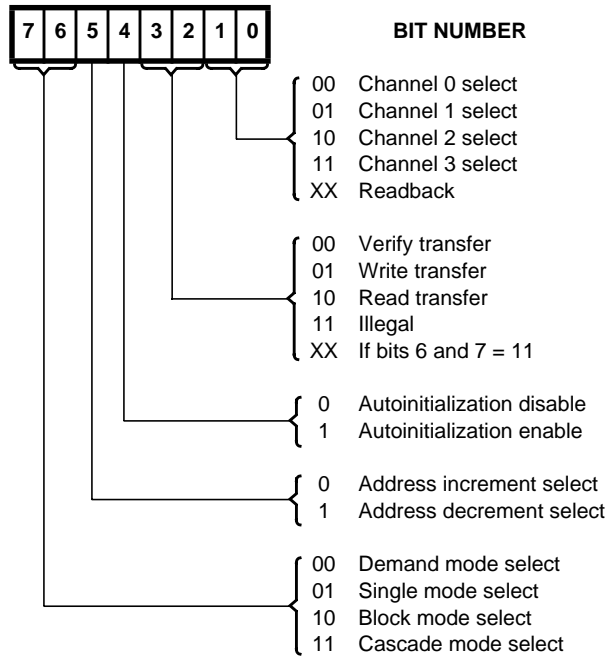 7 6 5 4 3 2 1 0 BIT NUMBER
00 Channel 0 select
01 Channel 1 select
10 Channel 2 select
11 Channel 3 select
XX Readback
00 Verify transfer
01 Write transfer
10 Read transfer
11 Illegal
XX If bits 6 and 7 = 11
0 Autoinitialization disable
1 Autoinitialization enable
0 Address increment select
1 Address decrement select
00 Demand mode select
01 Single mode select
10 Block mode select
11 Cascade mode select